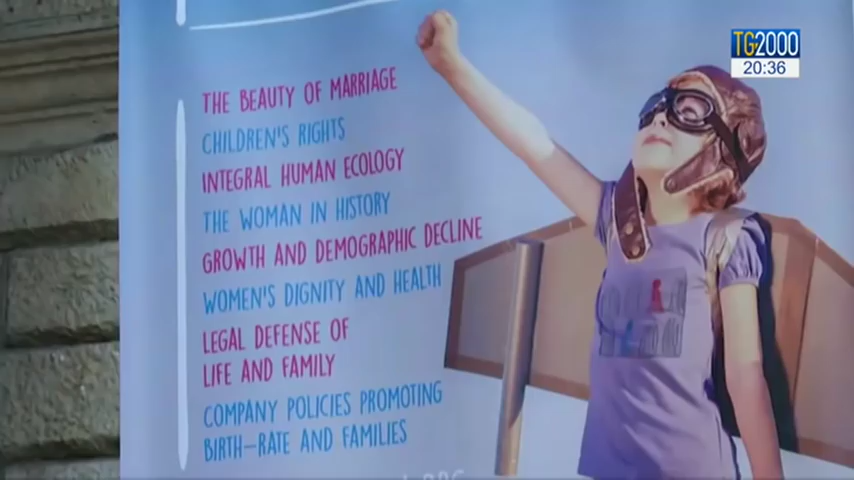 TG2000
20:36
THE BEAUTY OF MARRIAGE
CHILDREN'S RIGHTS
INTEGRAL HUMAN ECOLOGY
THE WOMAN IN HISTORY
GROWTH AND DEMOGRAPHIC DECLINE
WOMEN'S DIGNITY AND HEALTH
LEGAL DEFENSE OF
LIFE AND FAMILY
COMPANY POLICIES PROMOTING
BIRTH-RATE AND FAMILIES